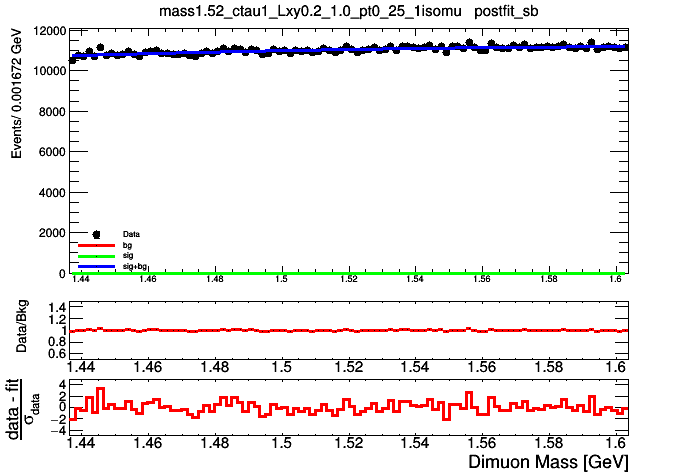 mass1.52_ctau1_Lxy0.2_1.0_pt0_25_1isomu postfit_sb
Events/ 0.001672 GeV
12000
10000
8000
6000
4000
2000
0
Data
bg
sig
sig+bg
1.44 1.46 1.48 1.5 1.52 1.54 1.56 1.58 1.6
Data/Bkg
1.4
1.2
1
0.8
0.6
1.44 1.46 1.48 1.5 1.52 1.54 1.56 1.58 1.6
data - fit
σdata
4
2
0
−2
−4
1.44 1.46 1.48 1.5 1.52 1.54 1.56 1.58 1.6
Dimuon Mass [GeV]